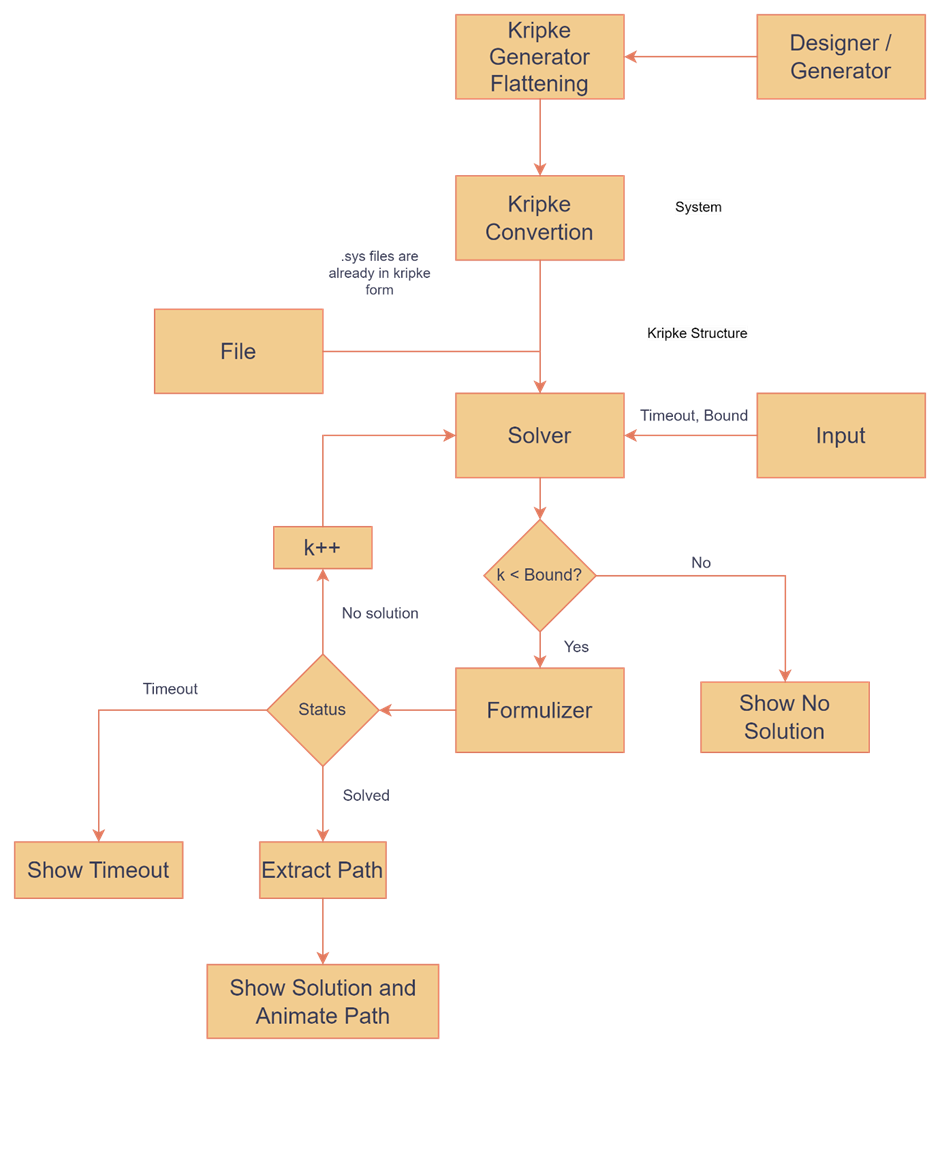 Kripke
Generator
Flattening
Designer /
Generator
Kripke
Convertion
System
.sys files are
already in kripke
form
Kripke Structure
File
Solver
Timeout, Bound
Input
k++
k < Bound?
No
No solution
Yes
Timeout
Status
Formulizer
Show No
Solution
Solved
Show Timeout
Extract Path
Show Solution and
Animate Path